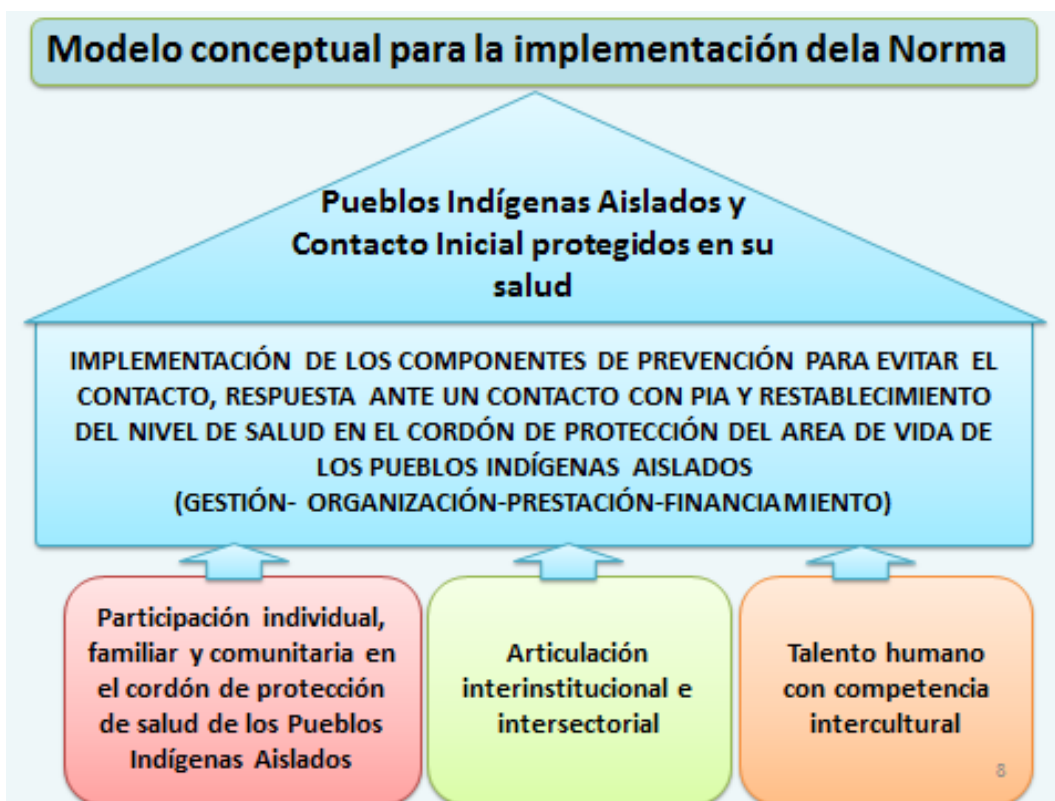 Modelo conceptual para la implementación dela Norma
Pueblos Indígenas Aislados y
Contacto Inicial protegidos en su
salud
IMPLEMENTACIÓN DE LOS COMPONENTES DE PREVENCIÓN PARA EVITAR EL
CONTACTO, RESPUESTA ANTE UN CONTACTO CON PIA Y RESTABLECIMIENTO
DEL NIVEL DE SALUD EN EL CORDÓN DE PROTECCIÓN DEL AREA DE VIDA DE
LOS PUEBLOS INDÍGENAS AISLADOS
(GESTIÓN- ORGANIZACIÓN-PRESTACIÓN-FINANCIAMIENTO)
Participación individual,
familiar y comunitaria en
el cordón de protección
de salud de los Pueblos
Indígenas Aislados
Articulación
interinstitucional e
intersectorial
Talento humano
con competencia
intercultural
8